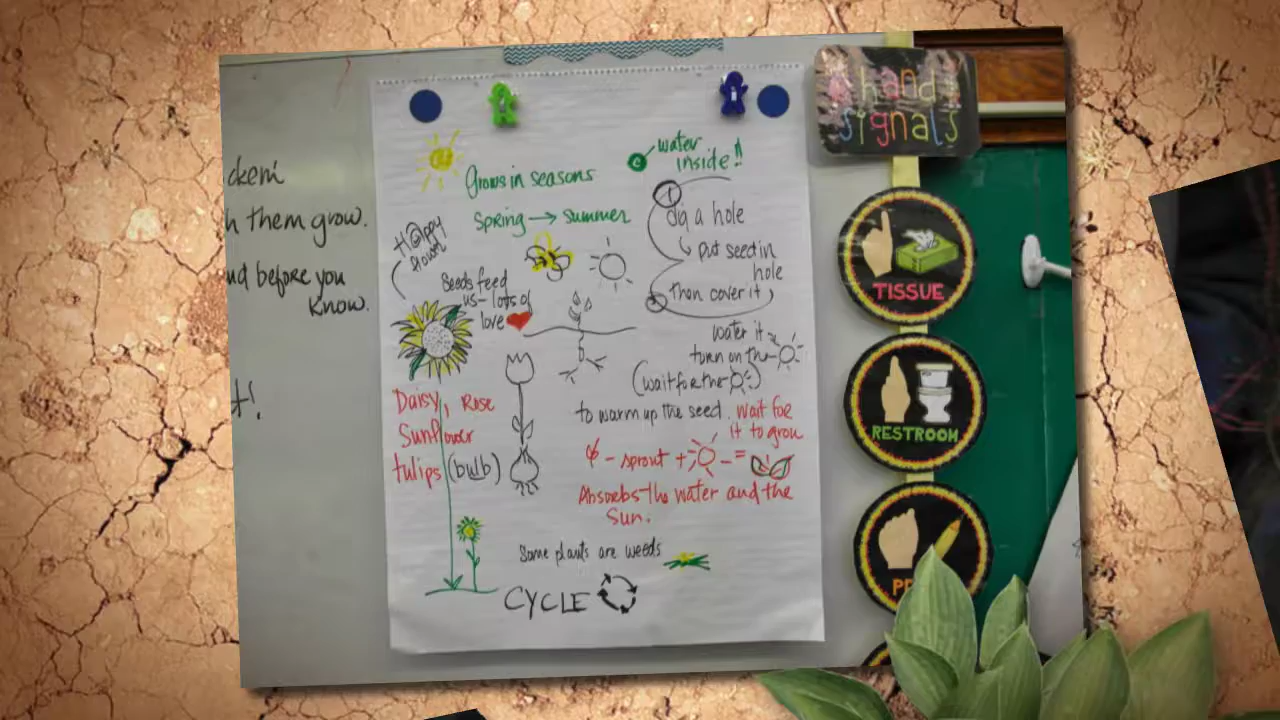 them grow.
before you
know.
hand
signals
water
inside!!
Grows in seasons
Spring → Summer
Happy
flower
Seeds feed
us - lots of
love
1
dig a hole
put seed in
hole
then cover it
water it
turn on the
(wait for the )
to warm up the seed. wait for
it to grow
- sprout + - =
Absorbs the water and the
Sun.
Daisy, Rose
Sunflower
tulips (bulb)
Some plants are weeds
CYCLE
TISSUE
RESTROOM